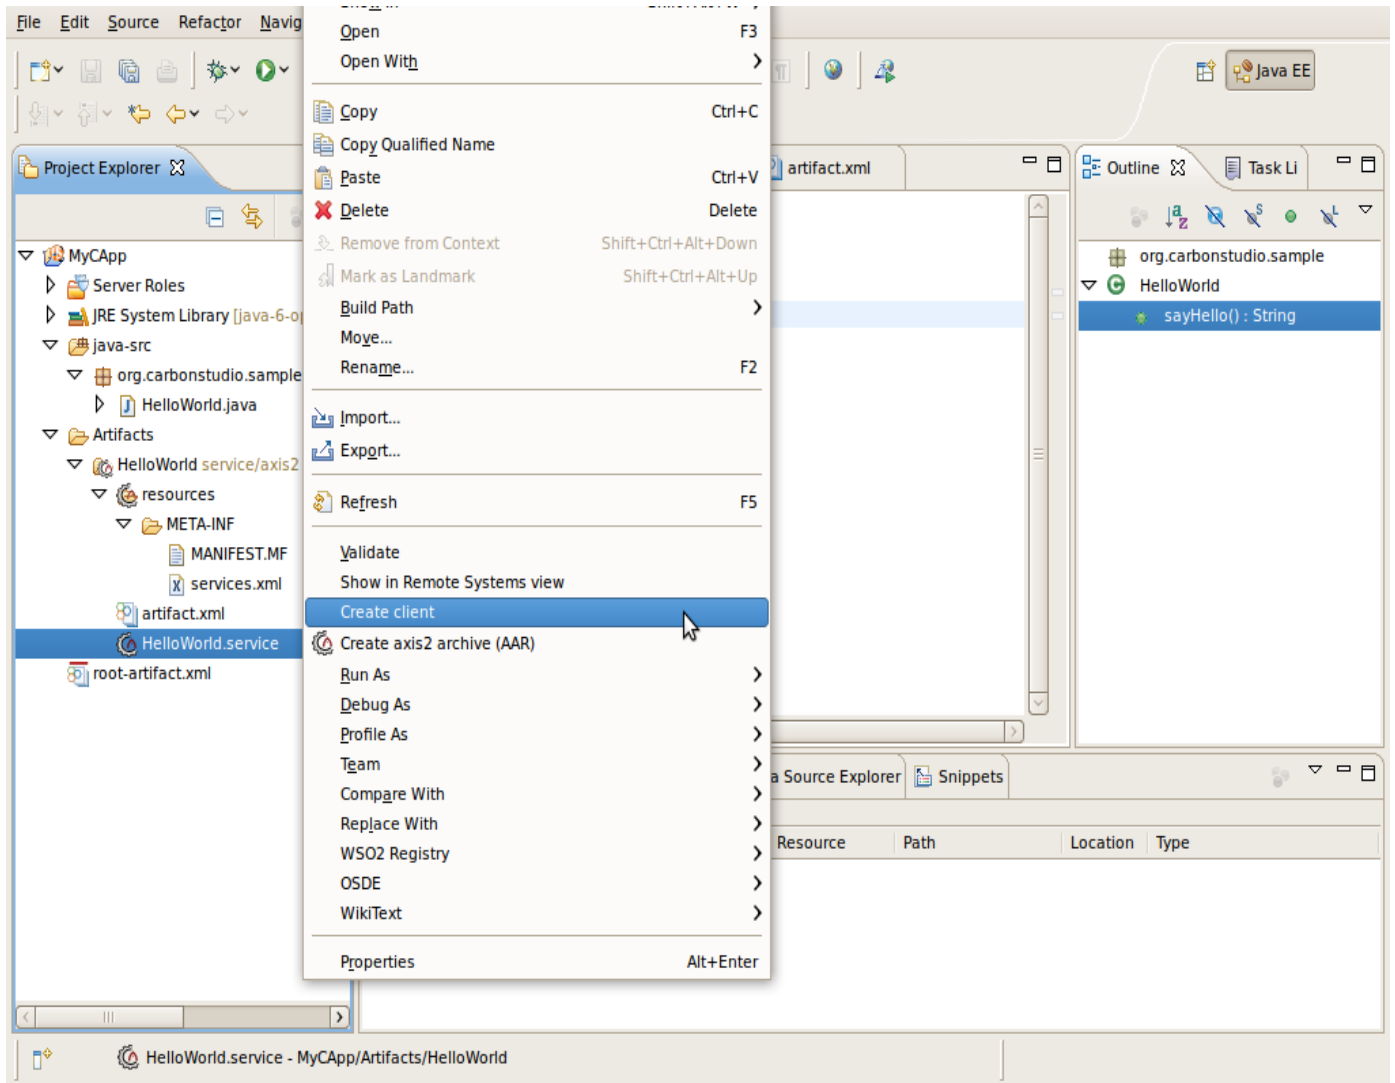 File Edit Source Refactor Navig
Open F3
Open With
Java EE
Copy Ctrl+C
Copy Qualified Name
Paste Ctrl+V
Delete Delete
Remove from Context Shift+Ctrl+Alt+Down
Mark as Landmark Shift+Ctrl+Alt+Up
Build Path
Move...
Rename... F2
Import...
Export...
Refresh F5
Validate
Show in Remote Systems view
Create client
Create axis2 archive (AAR)
Run As
Debug As
Profile As
Team
Compare With
Replace With
WSO2 Registry
OSDE
WikiText
Properties Alt+Enter
Project Explorer
MyCApp
Server Roles
JRE System Library [java-6-o
java-src
org.carbonstudio.sample
HelloWorld.java
Artifacts
HelloWorld service/axis2
resources
META-INF
MANIFEST.MF
services.xml
artifact.xml
HelloWorld.service
root-artifact.xml
artifact.xml
Outline Task Li
org.carbonstudio.sample
HelloWorld
sayHello() : String
a Source Explorer Snippets
Resource Path Location Type
HelloWorld.service - MyCApp/Artifacts/HelloWorld